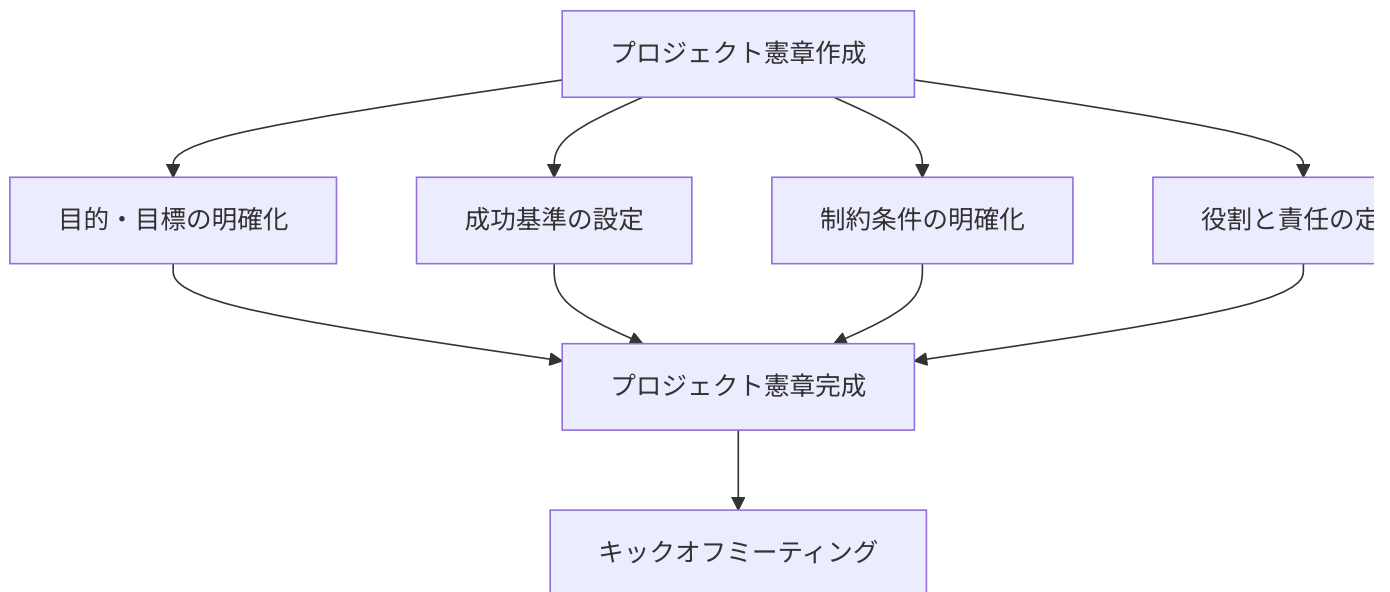 プロジェクト憲章作成
目的・目標の明確化
成功基準の設定
制約条件の明確化
役割と責任の定
プロジェクト憲章完成
キックオフミーティング